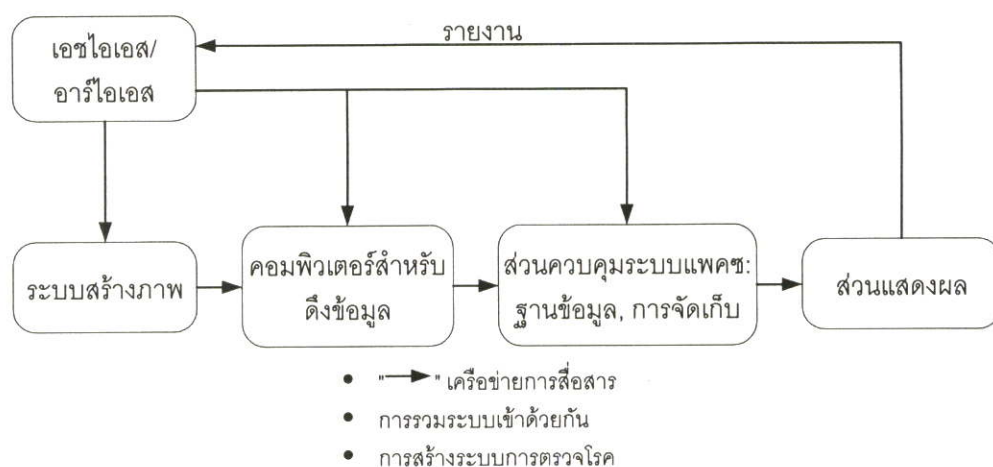 รายงาน
เอชไอเอส/
อาร์ไอเอส
ระบบสร้างภาพ
คอมพิวเตอร์สำหรับ
ดึงข้อมูล
ส่วนควบคุมระบบแพคซ:
ฐานข้อมูล, การจัดเก็บ
ส่วนแสดงผล
• "→" เครือข่ายการสื่อสาร
• การรวมระบบเข้าด้วยกัน
• การสร้างระบบการตรวจโรค